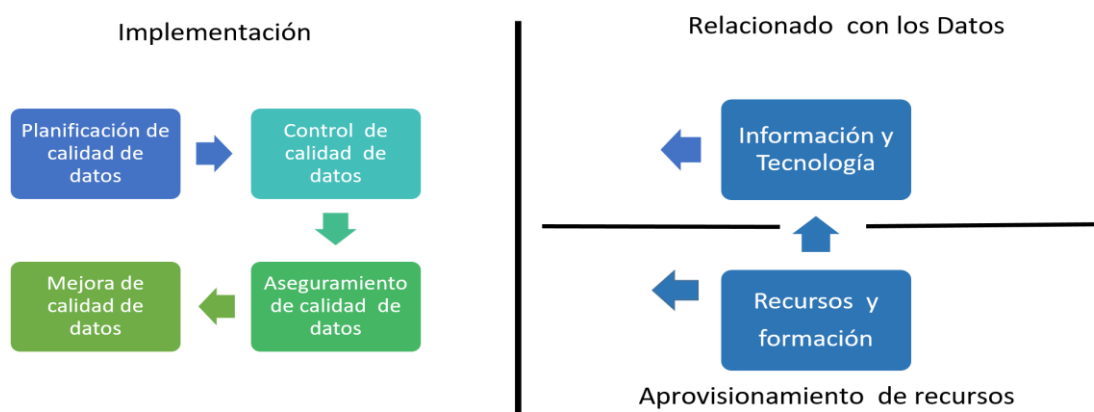 Implementación
Planificación de
calidad de
datos
Control de
calidad de
datos
Mejora de
calidad de
datos
Aseguramiento
de calidad de
datos
Relacionado con los Datos
Información y
Tecnología
Recursos y
formación
Aprovisionamiento de recursos